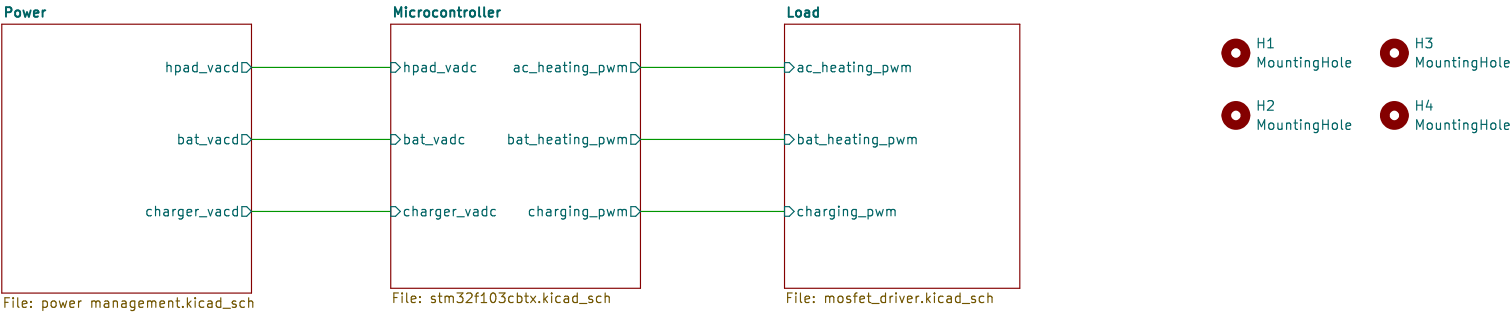 Power
hpad_vacd
bat_vacd
charger_vacd
File: power management.kicad_sch
Microcontroller
hpad_vadc
ac_heating_pwm
bat_vadc
bat_heating_pwm
charger_vadc
charging_pwm
File: stm32f103cbtx.kicad_sch
Load
ac_heating_pwm
bat_heating_pwm
charging_pwm
File: mosfet_driver.kicad_sch
H1
MountingHole
H3
MountingHole
H2
MountingHole
H4
MountingHole